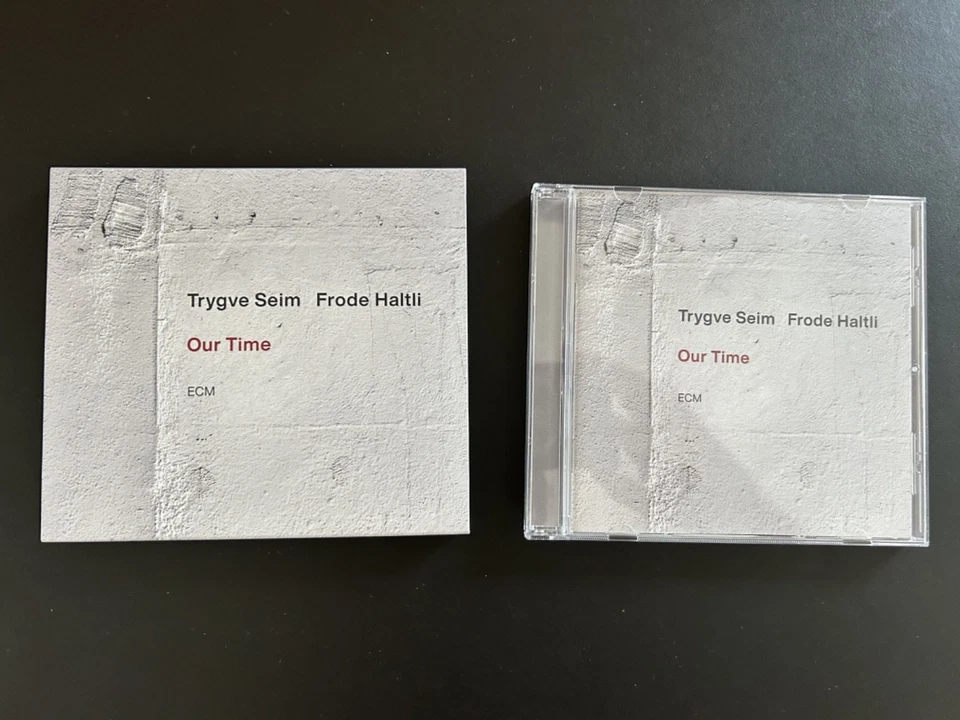 Trygve Seim Frode Haltli
Our Time
ECM
Trygve Seim Frode Haltli
Our Time
ECM